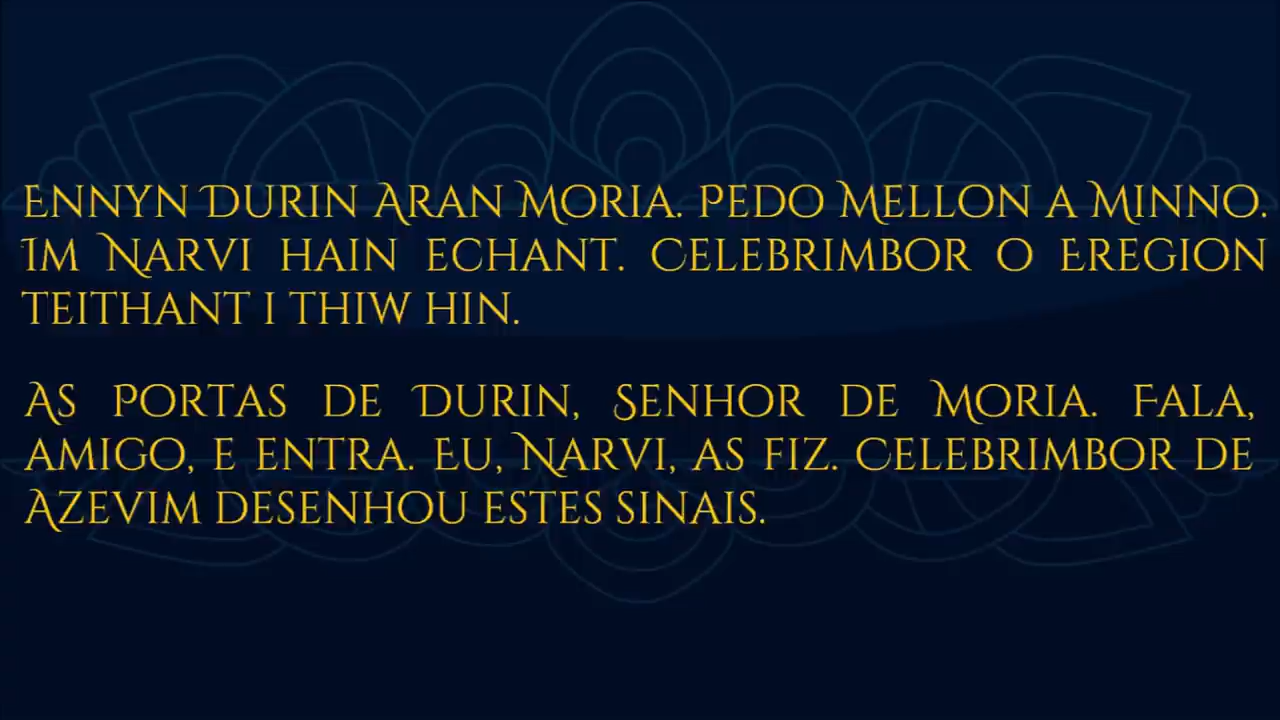 Ennyn Durin Aran Moria. Pedo Mellon a Minno.
Im Narvi hain echant. Celebrimbor o Eregion
teithant i thiw hin.
As Portas de Durin, Senhor de Moria. Fala,
amigo, e entra. Eu, Narvi, as fiz. Celebrimbor de
Azevim desenhou estes sinais.